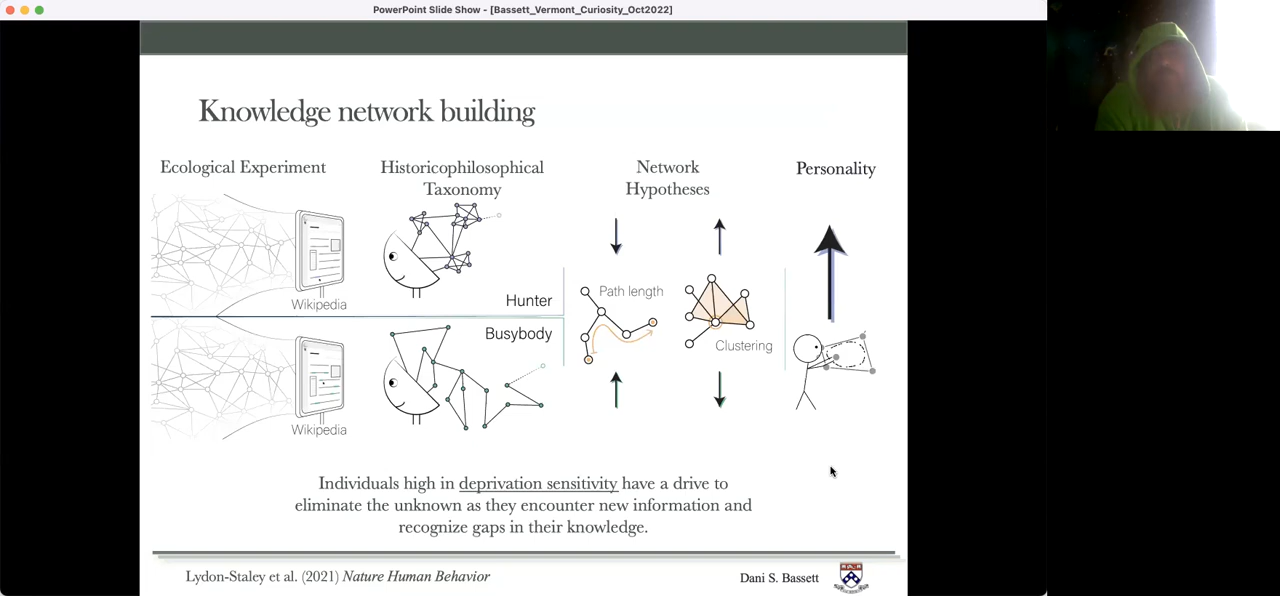 PowerPoint Slide Show - [Bassett_Vermont_Curiosity_Oct2022]
Knowledge network building
Ecological Experiment
Historicophilosophical
Taxonomy
Network
Hypotheses
Personality
Wikipedia
Hunter
Busybody
Path length
Clustering
Wikipedia
Individuals high in deprivation sensitivity have a drive to
eliminate the unknown as they encounter new information and
recognize gaps in their knowledge.
Lydon-Staley et al. (2021) Nature Human Behavior
Dani S. Bassett